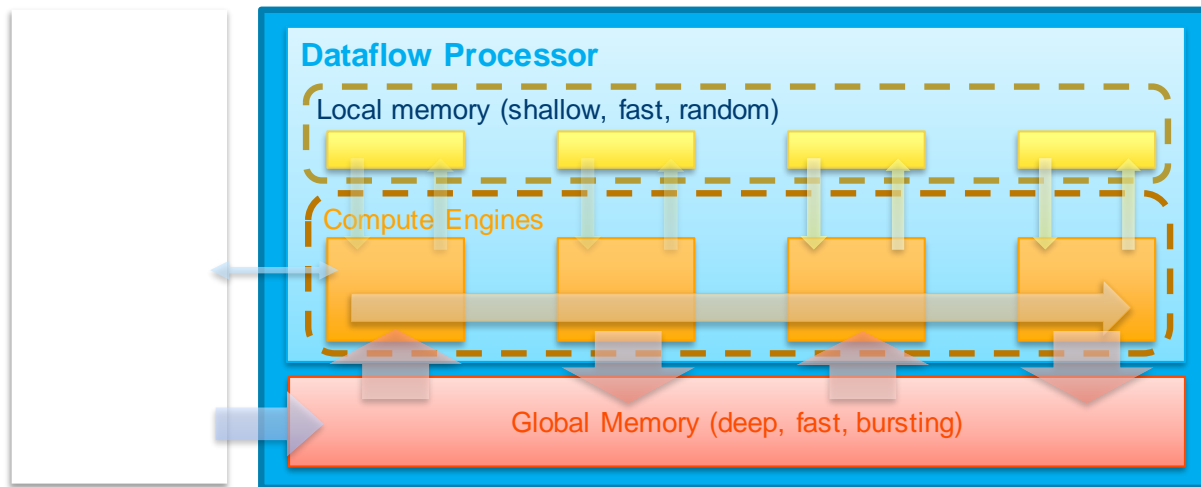 Dataflow Processor
Local memory (shallow, fast, random)
Compute Engines
Global Memory (deep, fast, bursting)